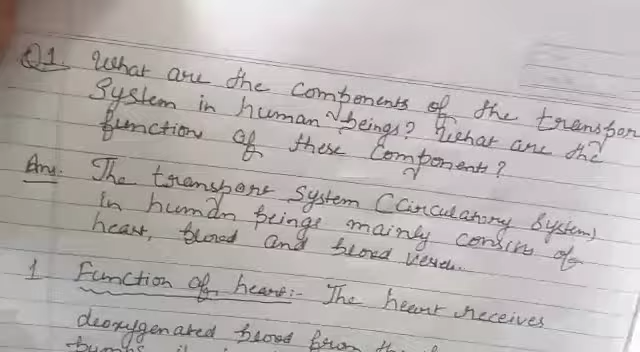 Q1. What are the components of the transpor
System in human beings? What are the
function of these components?
Ans. The transport System (Circulatory System)
in human beings mainly consists of
heart, blood and blood vessels.
1 Function of heart:- The heart receives
deoxygenated blood from the